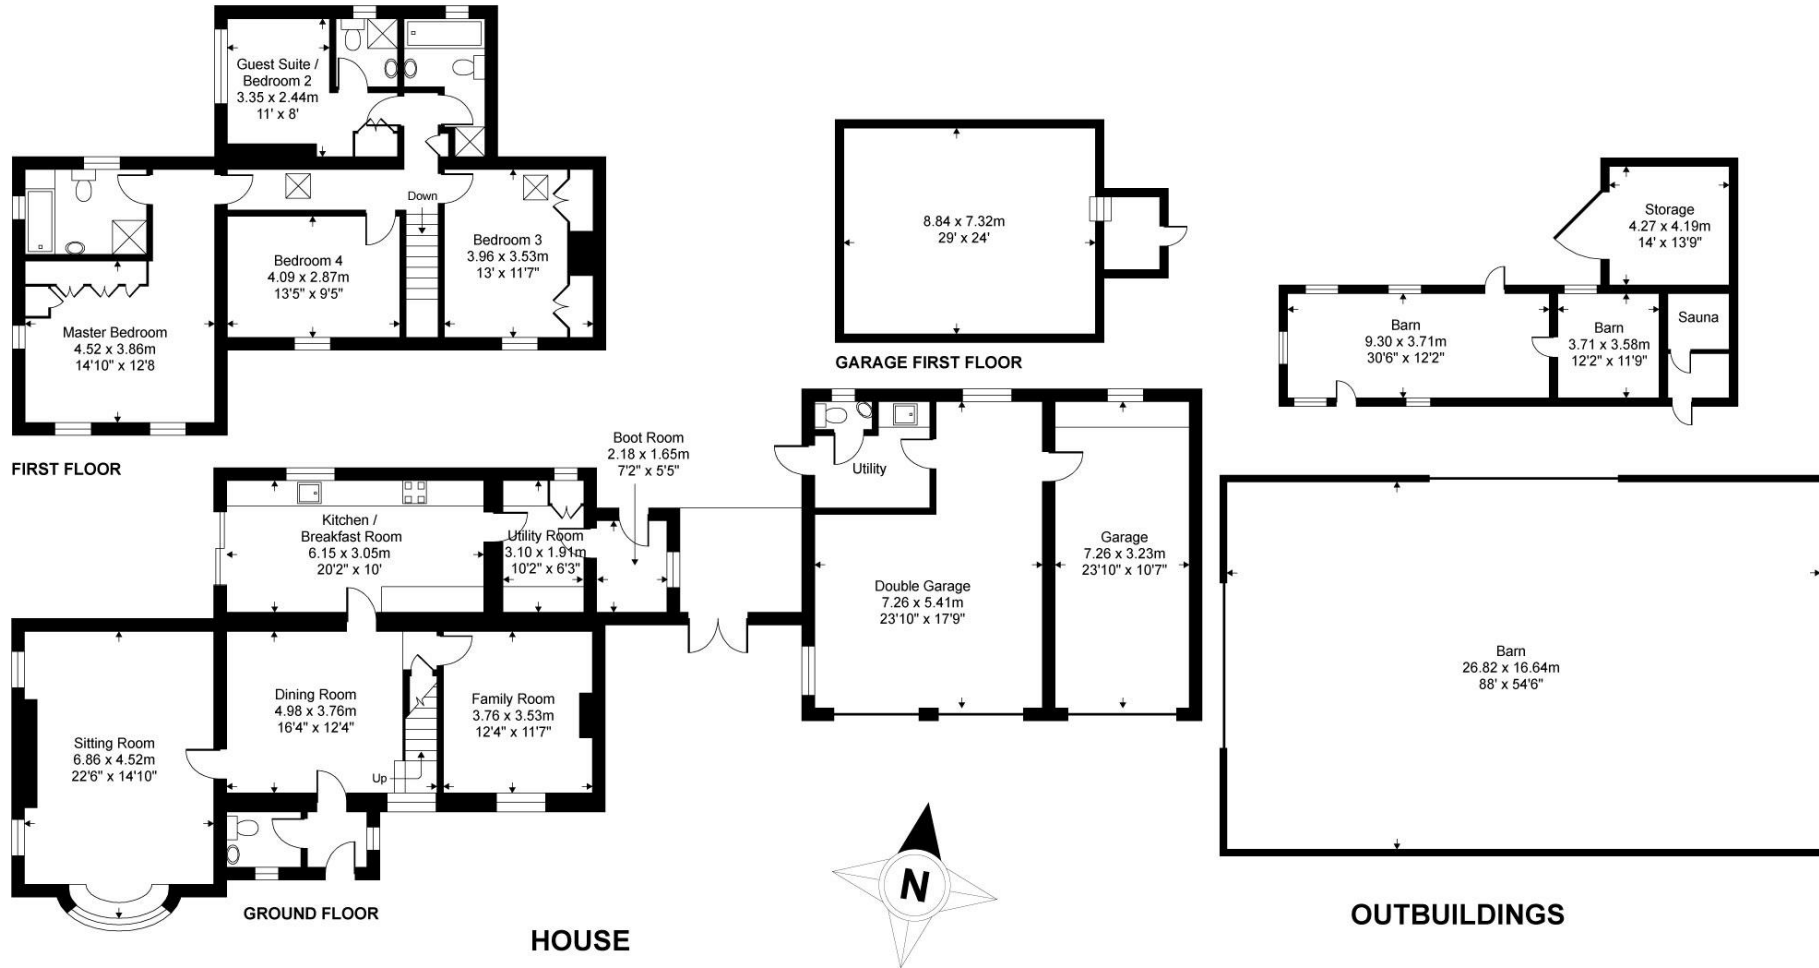 Guest Suite /
Bedroom 2
3.35 x 2.44m
11' x 8'
Down
Bedroom 3
3.96 x 3.53m
13' x 11'7"
Bedroom 4
4.09 x 2.87m
13'5" x 9'5"
Master Bedroom
4.52 x 3.86m
14'10" x 12'8
FIRST FLOOR
8.84 x 7.32m
29' x 24'
GARAGE FIRST FLOOR
Storage
4.27 x 4.19m
14' x 13'9"
Barn
9.30 x 3.71m
30'6" x 12'2"
Barn
3.71 x 3.58m
12'2" x 11'9"
Sauna
Boot Room
2.18 x 1.65m
7'2" x 5'5"
Kitchen /
Breakfast Room
6.15 x 3.05m
20'2" x 10'
Utility Room
3.10 x 1.91m
10'2" x 6'3"
Utility
Double Garage
7.26 x 5.41m
23'10" x 17'9"
Garage
7.26 x 3.23m
23'10" x 10'7"
Barn
26.82 x 16.64m
88' x 54'6"
Dining Room
4.98 x 3.76m
16'4" x 12'4"
Family Room
3.76 x 3.53m
12'4" x 11'7"
Sitting Room
6.86 x 4.52m
22'6" x 14'10"
Up
GROUND FLOOR
HOUSE
N
OUTBUILDINGS